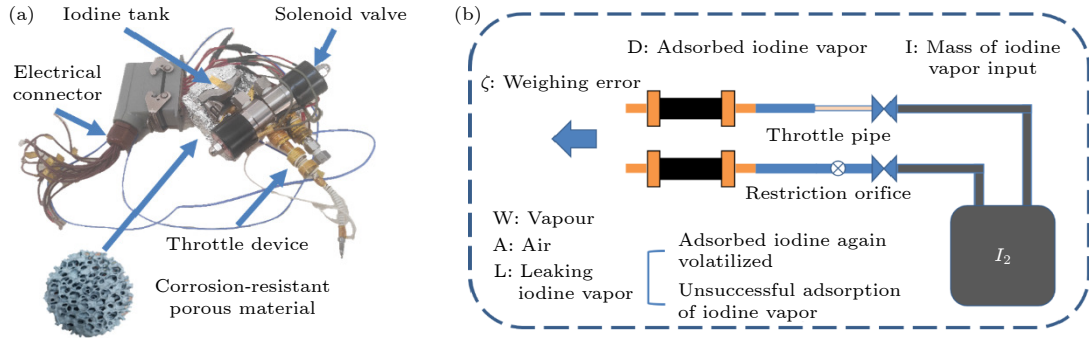 (a)
Iodine tank
Solenoid valve
Electrical
connector
Throttle device
Corrosion-resistant
porous material
(b)
D: Adsorbed iodine vapor
I: Mass of iodine
vapor input
ζ: Weighing error
Throttle pipe
Restriction orifice
W: Vapour
A: Air
L: Leaking
iodine vapor
Adsorbed iodine again
volatilized
Unsuccessful adsorption
of iodine vapor
I2